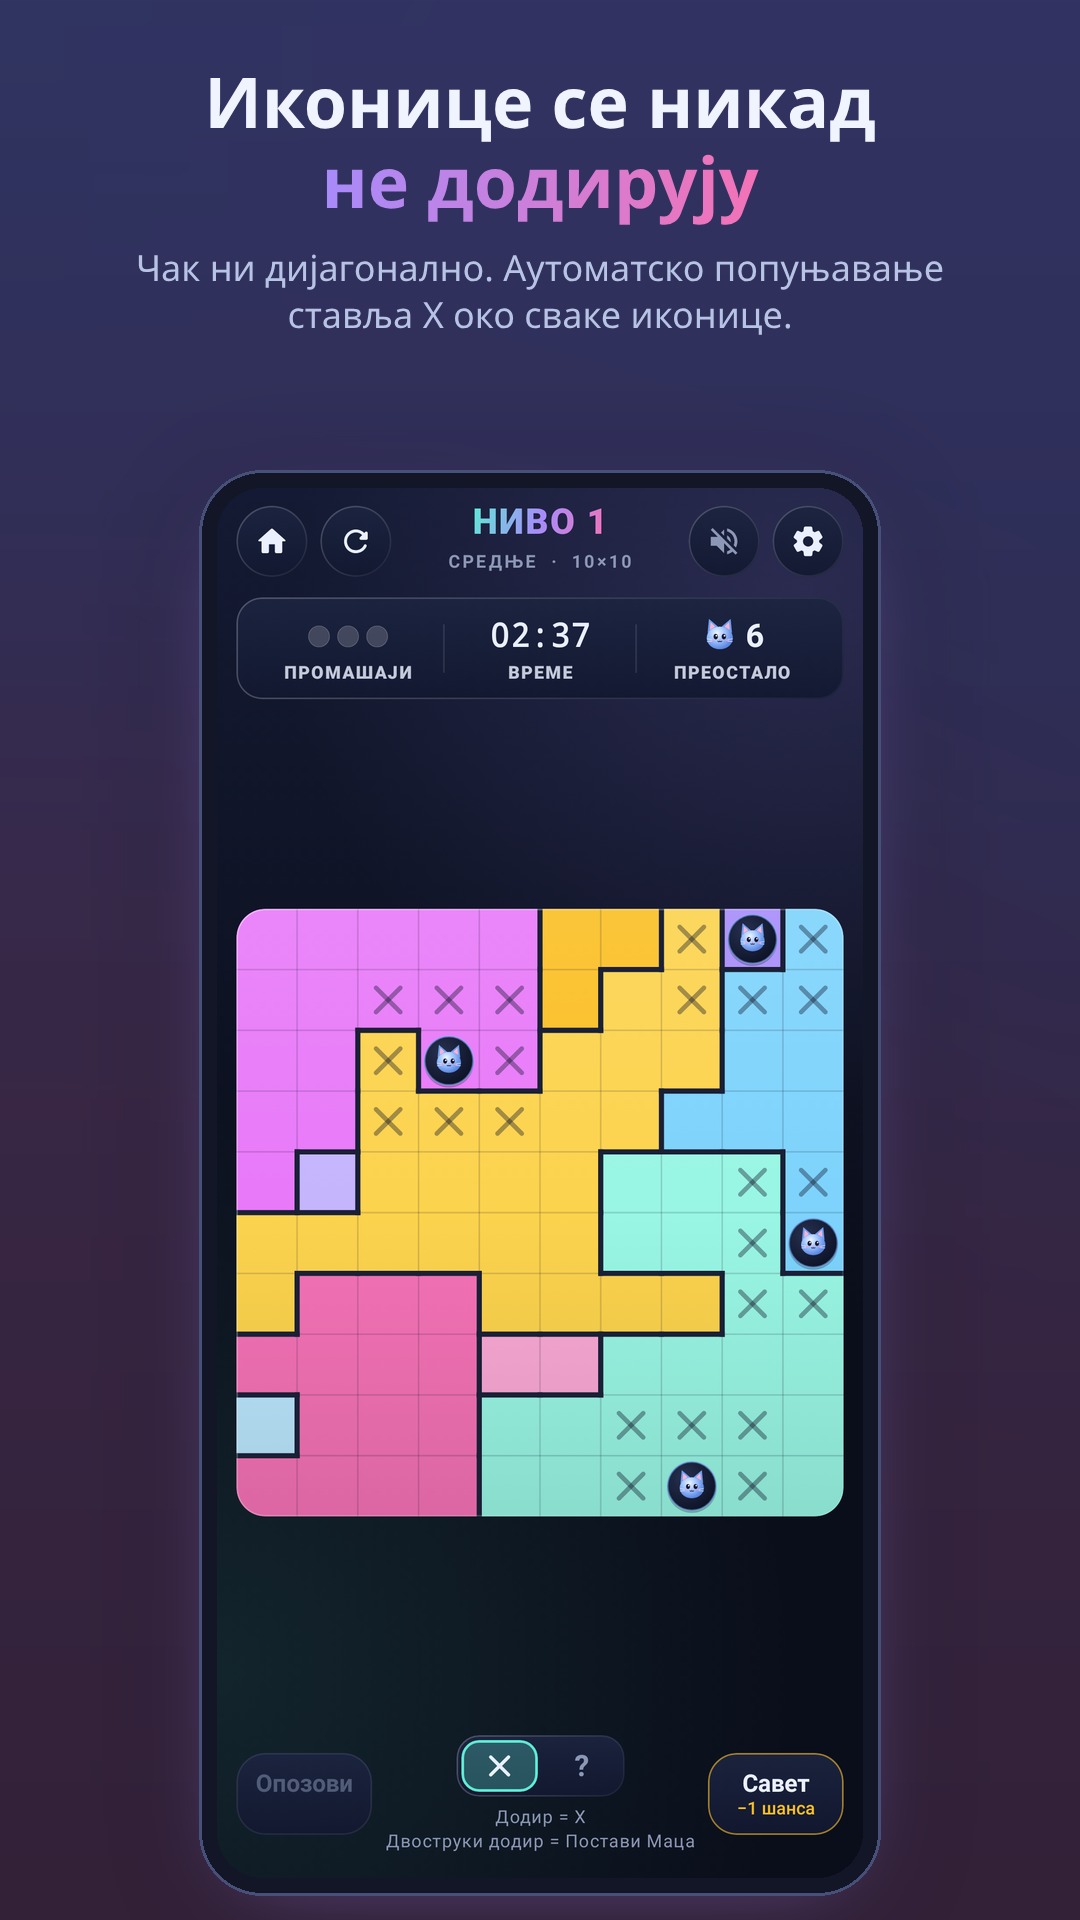 Иконице се никад
не додирују
Чак ни дијагонално. Аутоматско попуњавање
ставља X око сваке иконице.
НИВО 1
СРЕДЊЕ · 10×10
02:37
6
ПРОМАШАЈИ
ВРЕМЕ
ПРЕОСТАЛО
?
Опозови
Савет
−1 шанса
Додир = X
Двоструки додир = Постави Маца